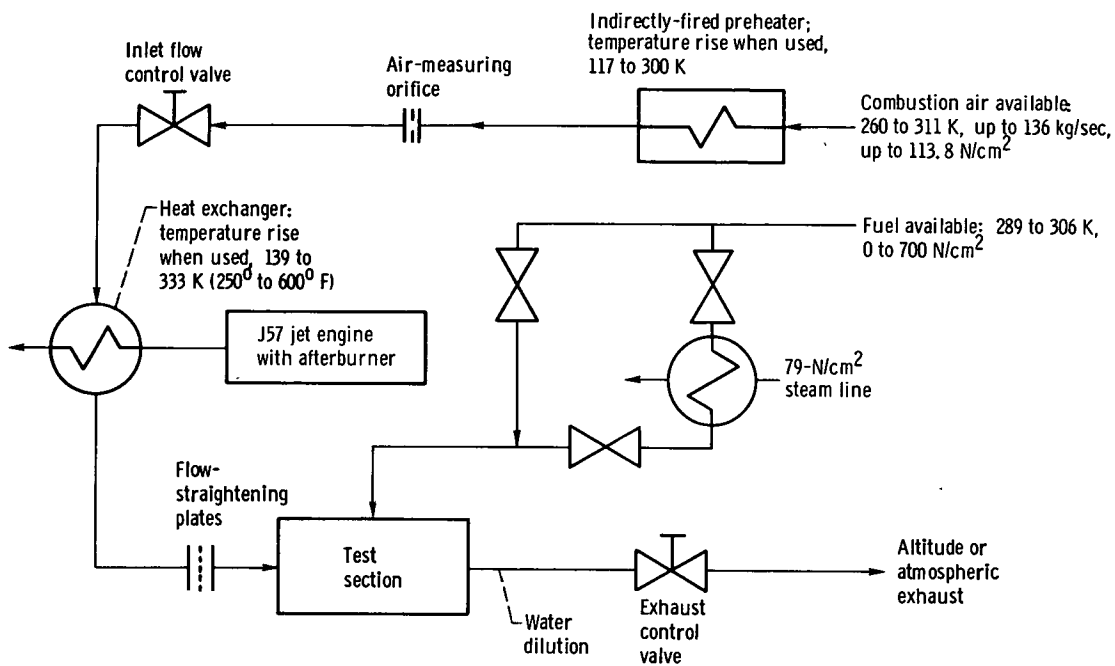 Indirectly-fired preheater;
temperature rise when used,
117 to 300 K
Inlet flow
control valve
Air-measuring
orifice
Combustion air available:
260 to 311 K, up to 136 kg/sec,
up to 113.8 N/cm2
Heat exchanger:
temperature rise
when used, 139 to
333 K (250o to 600o F)
Fuel available: 289 to 306 K,
0 to 700 N/cm2
J57 jet engine
with afterburner
79-N/cm2
steam line
Flow-
straightening
plates
Test
section
Water
dilution
Exhaust
control
valve
Altitude or
atmospheric
exhaust